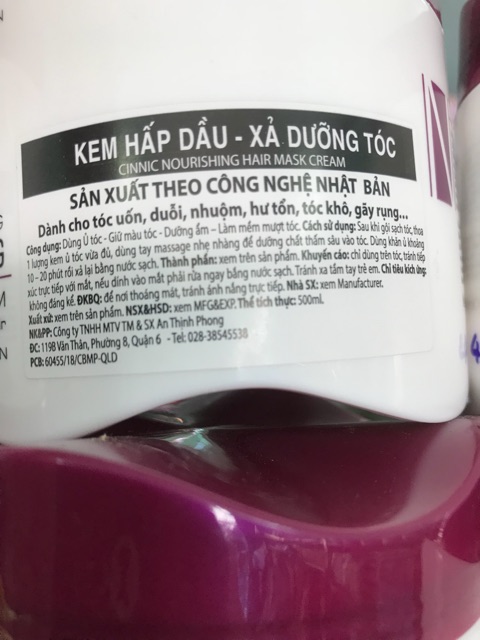 KEM HẤP DẦU - XẢ DƯỠNG TÓC
CINNIC NOURISHING HAIR MASK CREAM
SẢN XUẤT THEO CÔNG NGHỆ NHẬT BẢN
Dành cho tóc uốn, duỗi, nhuộm, hư tổn, tóc khô, gãy rụng...
Công dụng: Dùng Ủ tóc - Giữ màu tóc - Dưỡng ẩm – Làm mềm mượt tóc. Cách sử dụng: Sau khi gội sạch tóc, thoa
1 lượng kem ủ tóc vừa đủ, dùng tay massage nhẹ nhàng để dưỡng chất thấm sâu vào tóc. Dùng khăn ủ khoảng
10 – 20 phút rồi xả lại bằng nước sạch. Thành phần: xem trên sản phẩm. Khuyến cáo: chỉ dùng trên tóc, tránh tiếp
xúc trực tiếp với mắt, nếu dính vào mắt phải rửa ngay bằng nước sạch. Tránh xa tầm tay trẻ em. Chỉ tiêu kích ứng:
không đáng kể. ĐKBQ: để nơi thoáng mát, tránh ánh nắng trực tiếp. Nhà SX: xem Manufacturer.
Xuất xứ: xem trên sản phẩm. NSX&HSD: xem MFG&EXP. Thể tích thực: 500ml.
NK&PP: Công ty TNHH MTV TM & SX An Thịnh Phong
ĐC: 119B Văn Thân, Phường 8, Quận 6 - Tel: 028-38545538
PCB: 60455/18/CBMP-QLD